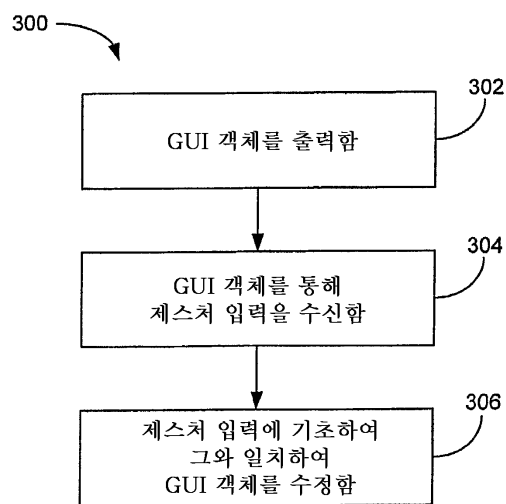 300
302
GUI 객체를 출력함
304
GUI 객체를 통해
제스처 입력을 수신함
306
제스처 입력에 기초하여
그와 일치하여
GUI 객체를 수정함